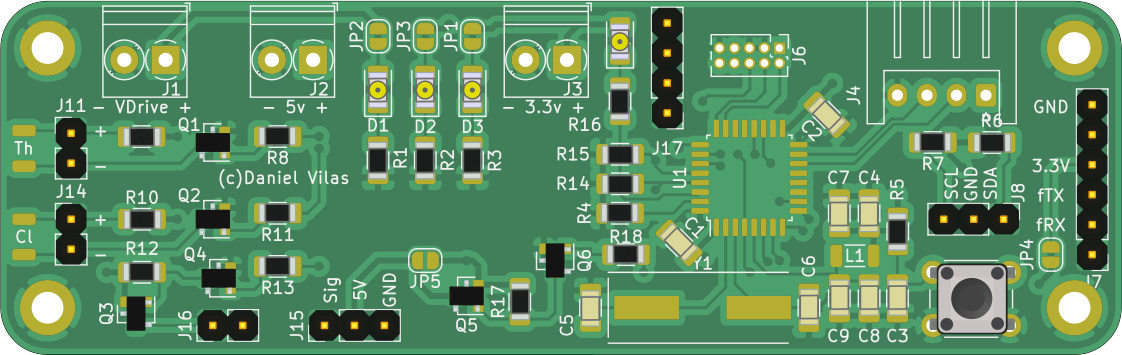 JP2
JP3
JP1
J1
J2
J3
J6
J4
- VDrive +
- 5v +
- 3.3v +
J11
+
Th
-
Q1
R8
D1
D2
D3
R16
J17
C2
R1
R2
R3
R15
R14
R4
U1
R7
R6
GND
3.3V
fTX
fRX
(c)Daniel Vilas
J14
+
Cl
-
R10
Q2
R11
R12
Q4
R13
C7
C4
R5
SCL
GND
SDA
J8
C1
R18
Y1
Q6
L1
JP4
J7
Q3
J16
Sig
5V
GND
J15
JP5
Q5
R17
C5
C6
C9
C8
C3